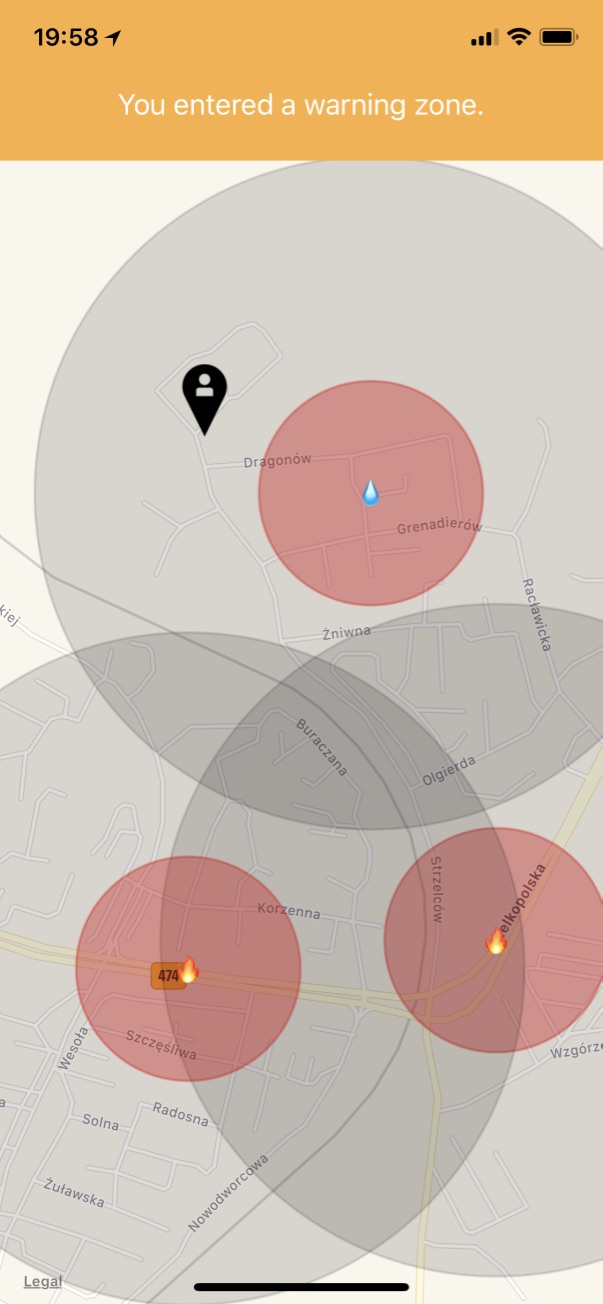 19:58
You entered a warning zone.
Dragonów
Grenadierów
Racławicka
kiej
Żniwna
Buraczana
Olgierda
Strzelców
elkopolska
Korzenna
474
Szczęśliwa
Wesoła
Wzgórz
a
Radosna
Solna
Żuławska
Nowodworcowa
Legal